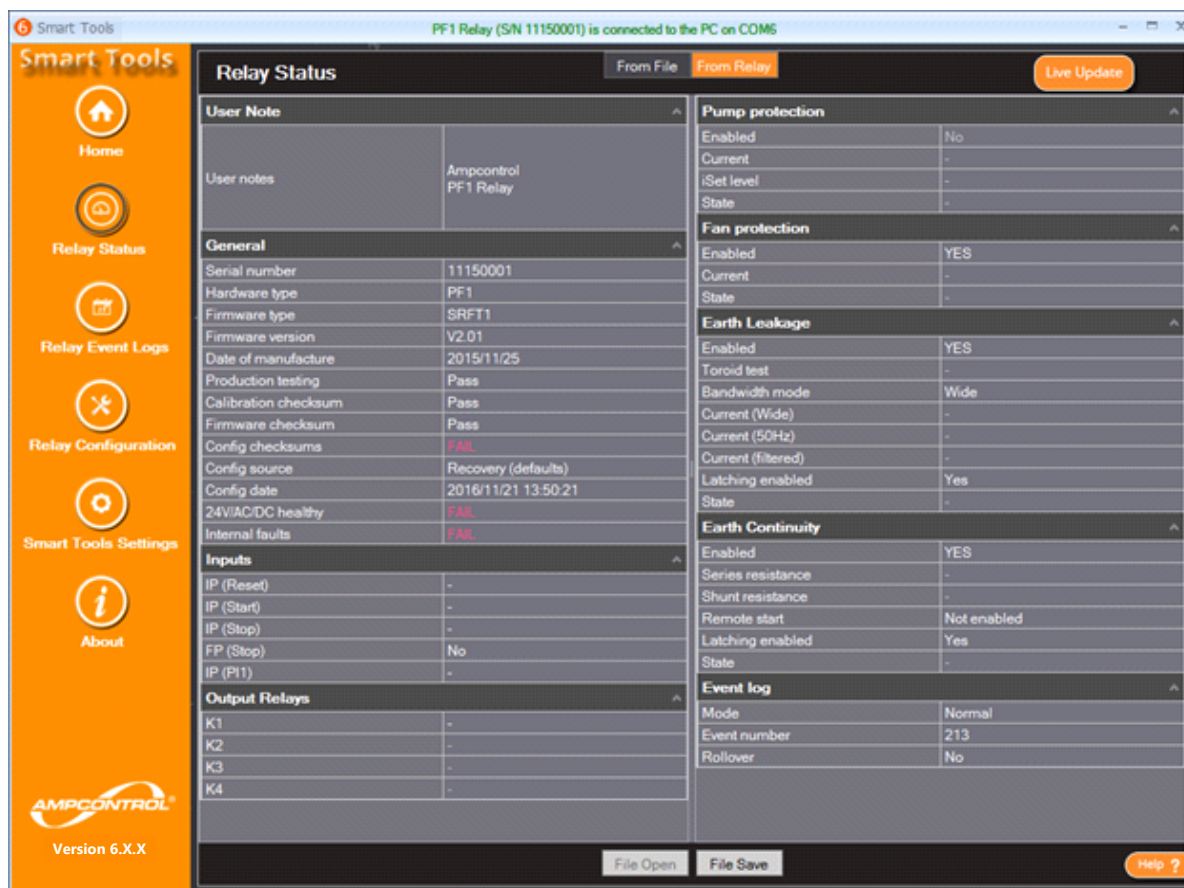 6 Smart Tools PF1 Relay (S/N 11150001) is connected to the PC on COM6
Smart Tools
Home
Relay Status
Relay Event Logs
Relay Configuration
Smart Tools Settings
i
About
AMPCONTROL®
Version 6.X.X
Relay Status From File From Relay Live Update
User Note
User notes Ampcontrol
PF1 Relay
General
Serial number 11150001
Hardware type PF1
Firmware type SRFT1
Firmware version V2.01
Date of manufacture 2015/11/25
Production testing Pass
Calibration checksum Pass
Firmware checksum Pass
Config checksums FAIL
Config source Recovery (defaults)
Config date 2016/11/21 13:50:21
24V/AC/DC healthy FAIL
Internal faults FAIL
Inputs
IP (Reset) -
IP (Start) -
IP (Stop) -
FP (Stop) No
IP (PI1) -
Output Relays
K1 -
K2 -
K3 -
K4 -
Pump protection
Enabled No
Current -
iSet level -
State -
Fan protection
Enabled YES
Current -
State -
Earth Leakage
Enabled YES
Toroid test -
Bandwidth mode Wide
Current (Wide) -
Current (50Hz) -
Current (filtered) -
Latching enabled Yes
State -
Earth Continuity
Enabled YES
Series resistance -
Shunt resistance -
Remote start Not enabled
Latching enabled Yes
State -
Event log
Mode Normal
Event number 213
Rollover No
File Open File Save Help ?